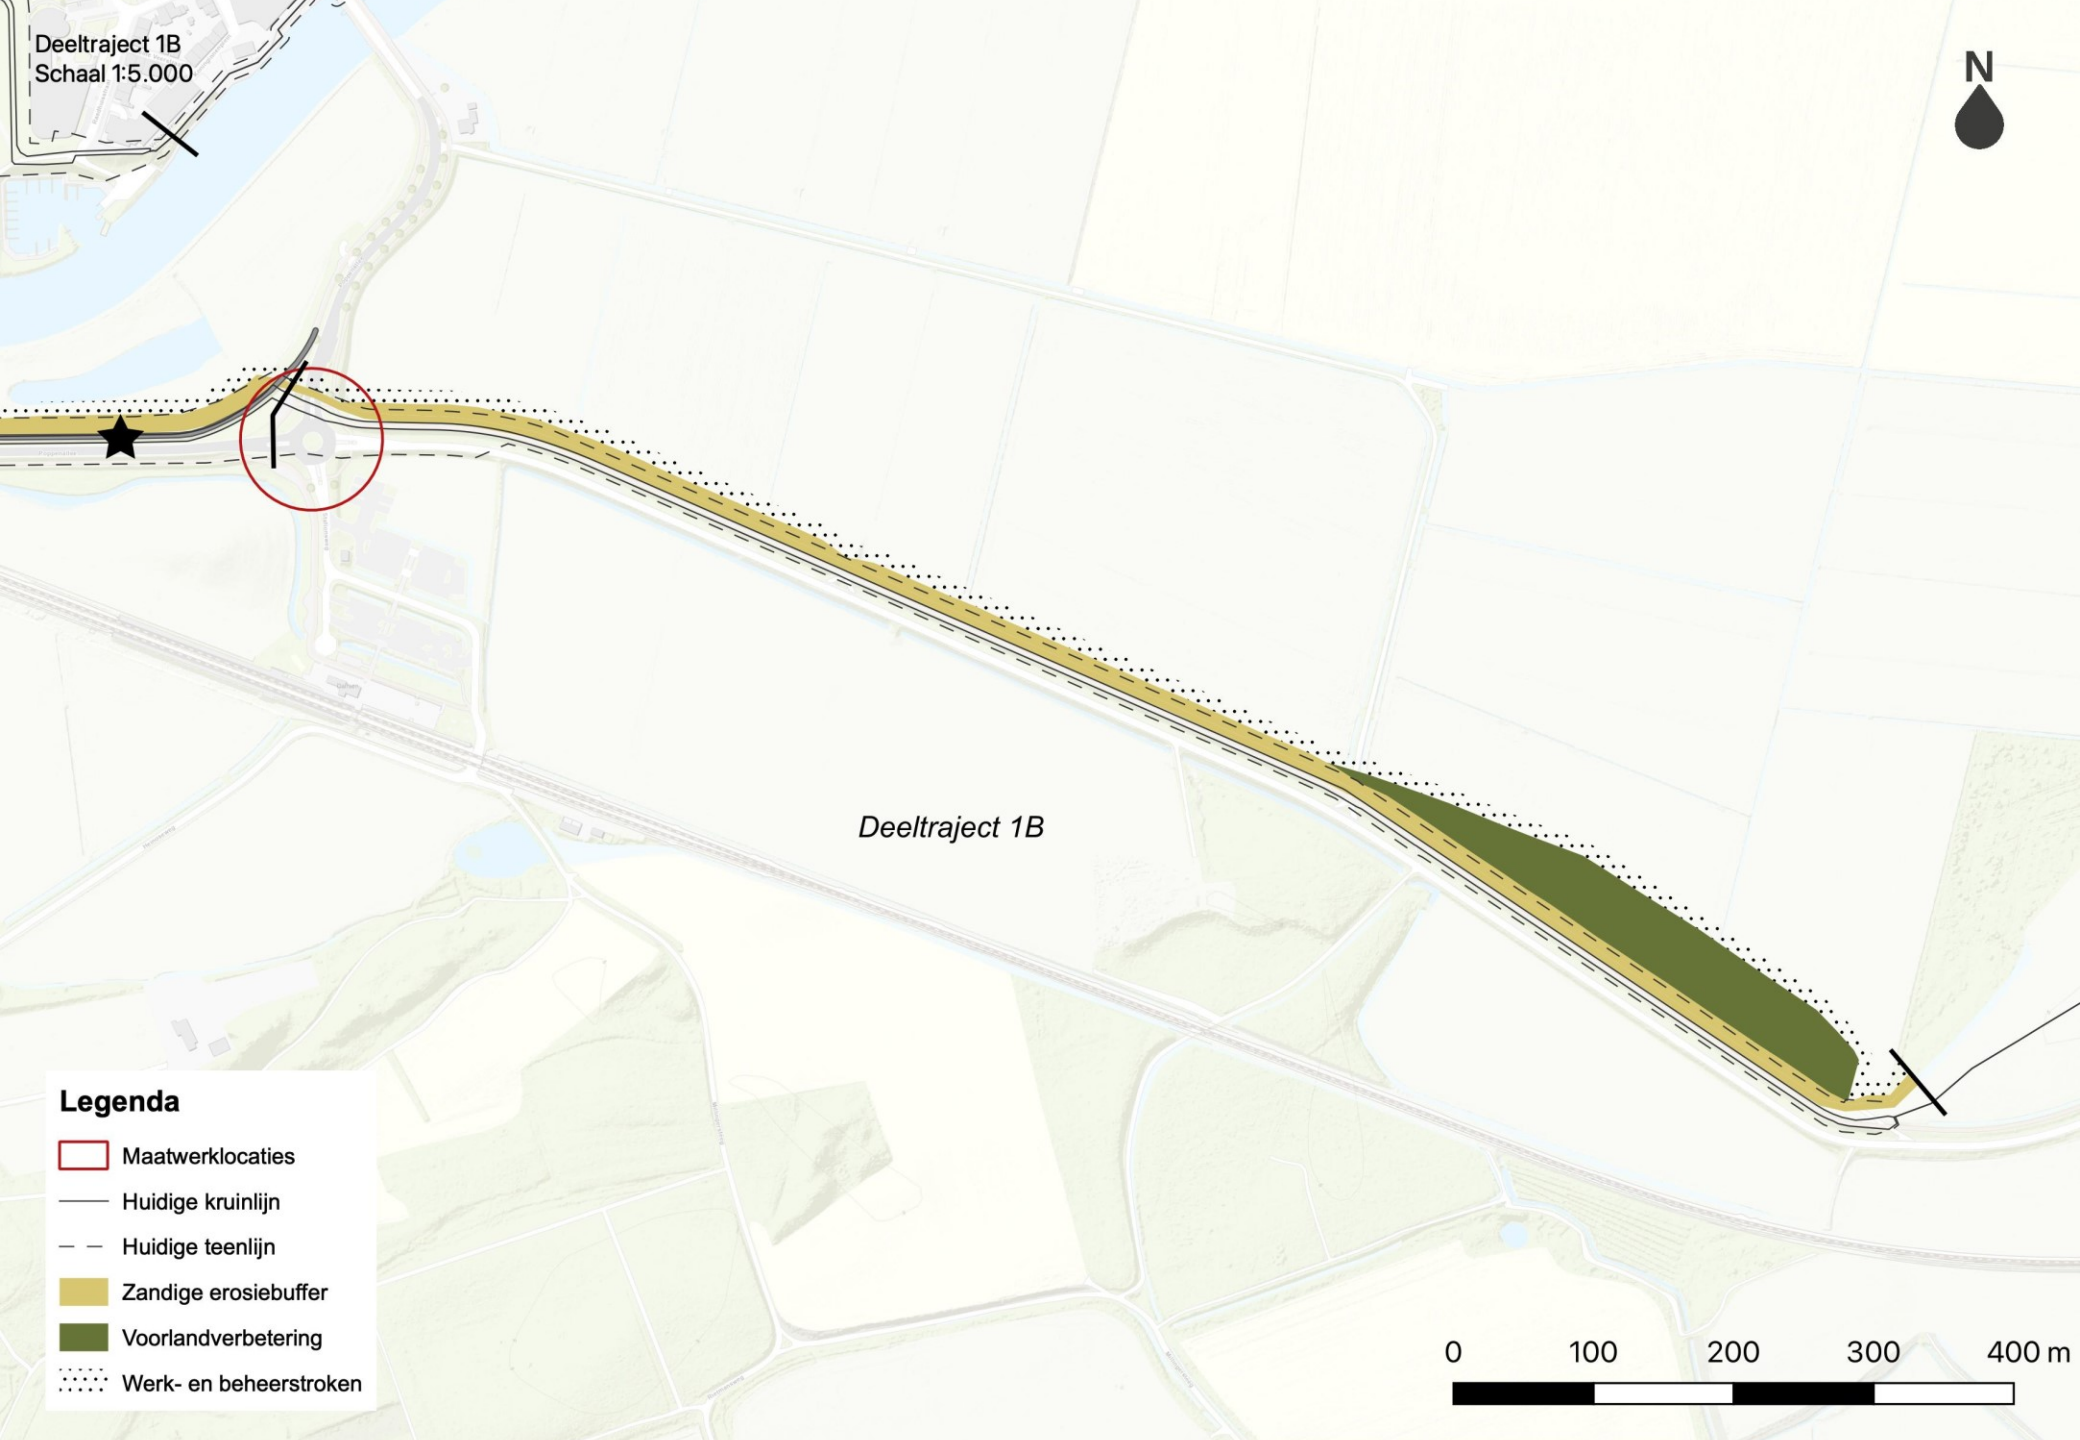 Deeltraject 1B
Schaal 1:5.000
N
Deeltraject 1B
Legenda
Maatwerklocaties
Huidige kruinlijn
Huidige teenlijn
Zandige erosiebuffer
Voorlandverbetering
Werk- en beheerstroken
0 100 200 300 400 m